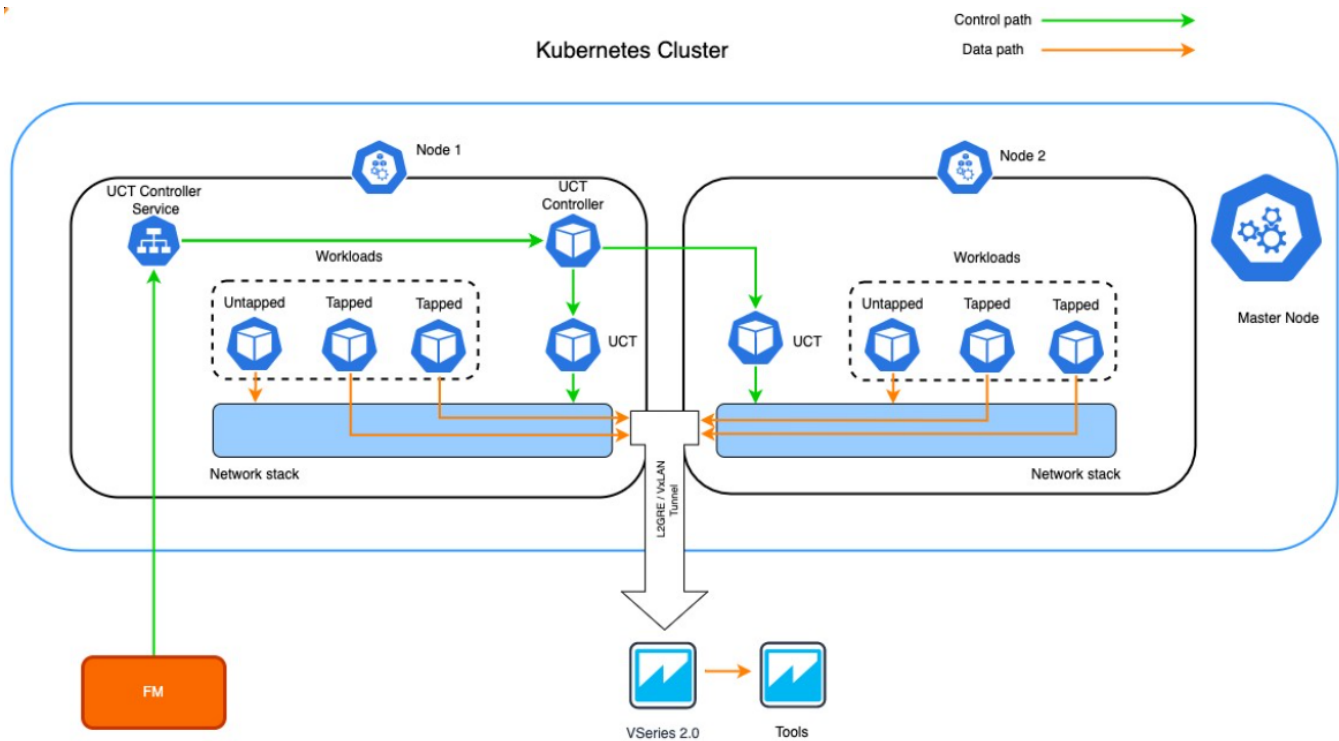 Control path
Kubernetes Cluster
Data path
Node 1
Node 2
UCT Controller
Service
UCT
Controller
Workloads
Workloads
Untapped
Tapped
Tapped
UCT
UCT
Untapped
Tapped
Tapped
Master Node
Network stack
Network stack
L2GRE / VxLAN
Tunnel
FM
VSeries 2.0
Tools